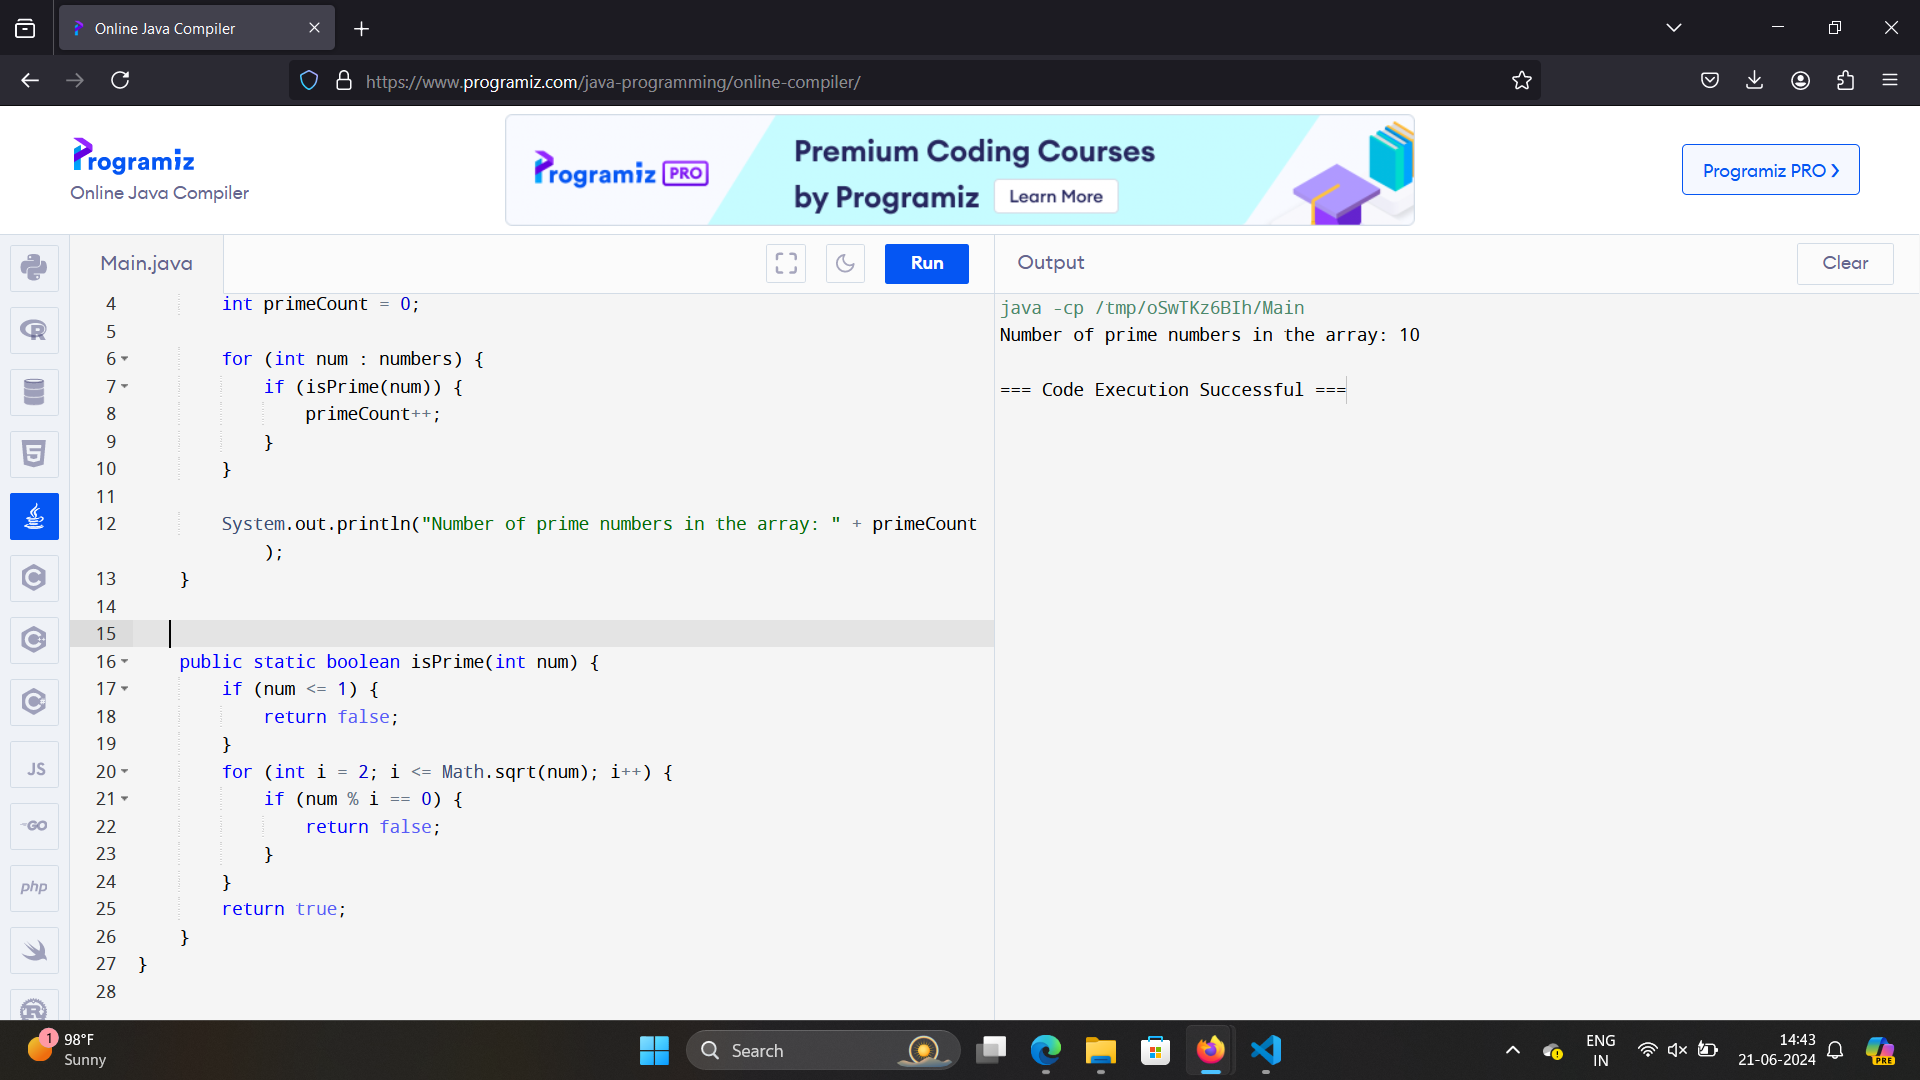 Online Java Compiler
https://www.programiz.com/java-programming/online-compiler/
Programiz
Online Java Compiler
Programiz PRO
Premium Coding Courses
by Programiz
Learn More
Programiz PRO ❯
Main.java
Run
Output
Clear
4 int primeCount = 0;
5
6 for (int num : numbers) {
7 if (isPrime(num)) {
8 primeCount++;
9 }
10 }
11
12 System.out.println("Number of prime numbers in the array: " + primeCount
);
13 }
14
15
16 public static boolean isPrime(int num) {
17 if (num <= 1) {
18 return false;
19 }
20 for (int i = 2; i <= Math.sqrt(num); i++) {
21 if (num % i == 0) {
22 return false;
23 }
24 }
25 return true;
26 }
27 }
28
java -cp /tmp/oSwTKz6BIh/Main
Number of prime numbers in the array: 10
=== Code Execution Successful ===
JS
GO
php
1
98°F
Sunny
Search
ENG
IN
14:43
21-06-2024
PRE